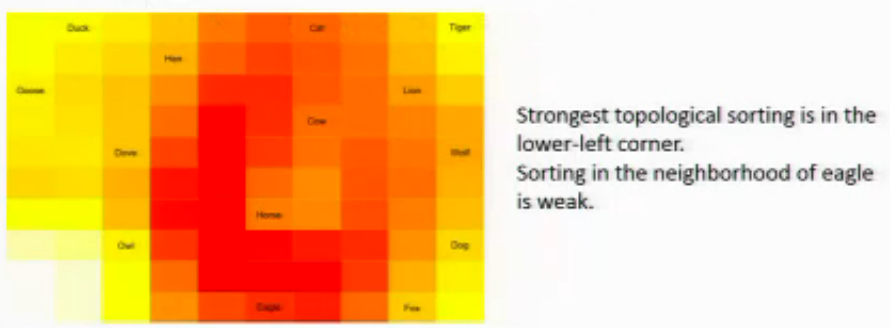 Duck Cat Tiger
Hen
Goose Lion
Cow
Dove Wolf
Horse
Owl Dog
Eagle Fox
Strongest topological sorting is in the
lower-left corner.
Sorting in the neighborhood of eagle
is weak.